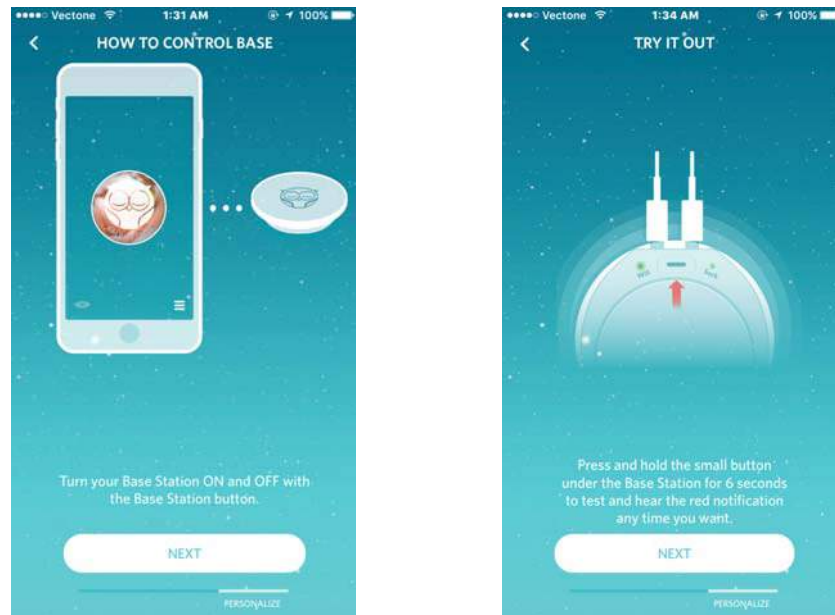 Vectone 1:31 AM 100%
HOW TO CONTROL BASE
Turn your Base Station ON and OFF with
the Base Station button.
NEXT
PERSONALIZE
Vectone 1:34 AM 100%
TRY IT OUT
Wifi Sock
Press and hold the small button
under the Base Station for 6 seconds
to test and hear the red notification
any time you want.
NEXT
PERSONALIZE